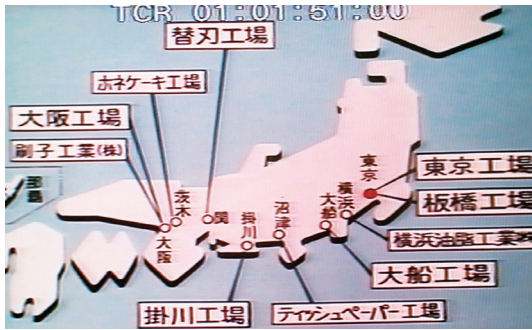 TCR 01:01:51:00
替刃工場
ホネケーキ工場
大阪工場
刷子工業(株)
那覇
茨木
大阪
関
掛川
沼津
大船
横浜
東京
東京工場
板橋工場
横浜油脂工業(株)
大船工場
掛川工場
ティッシュペーパー工場